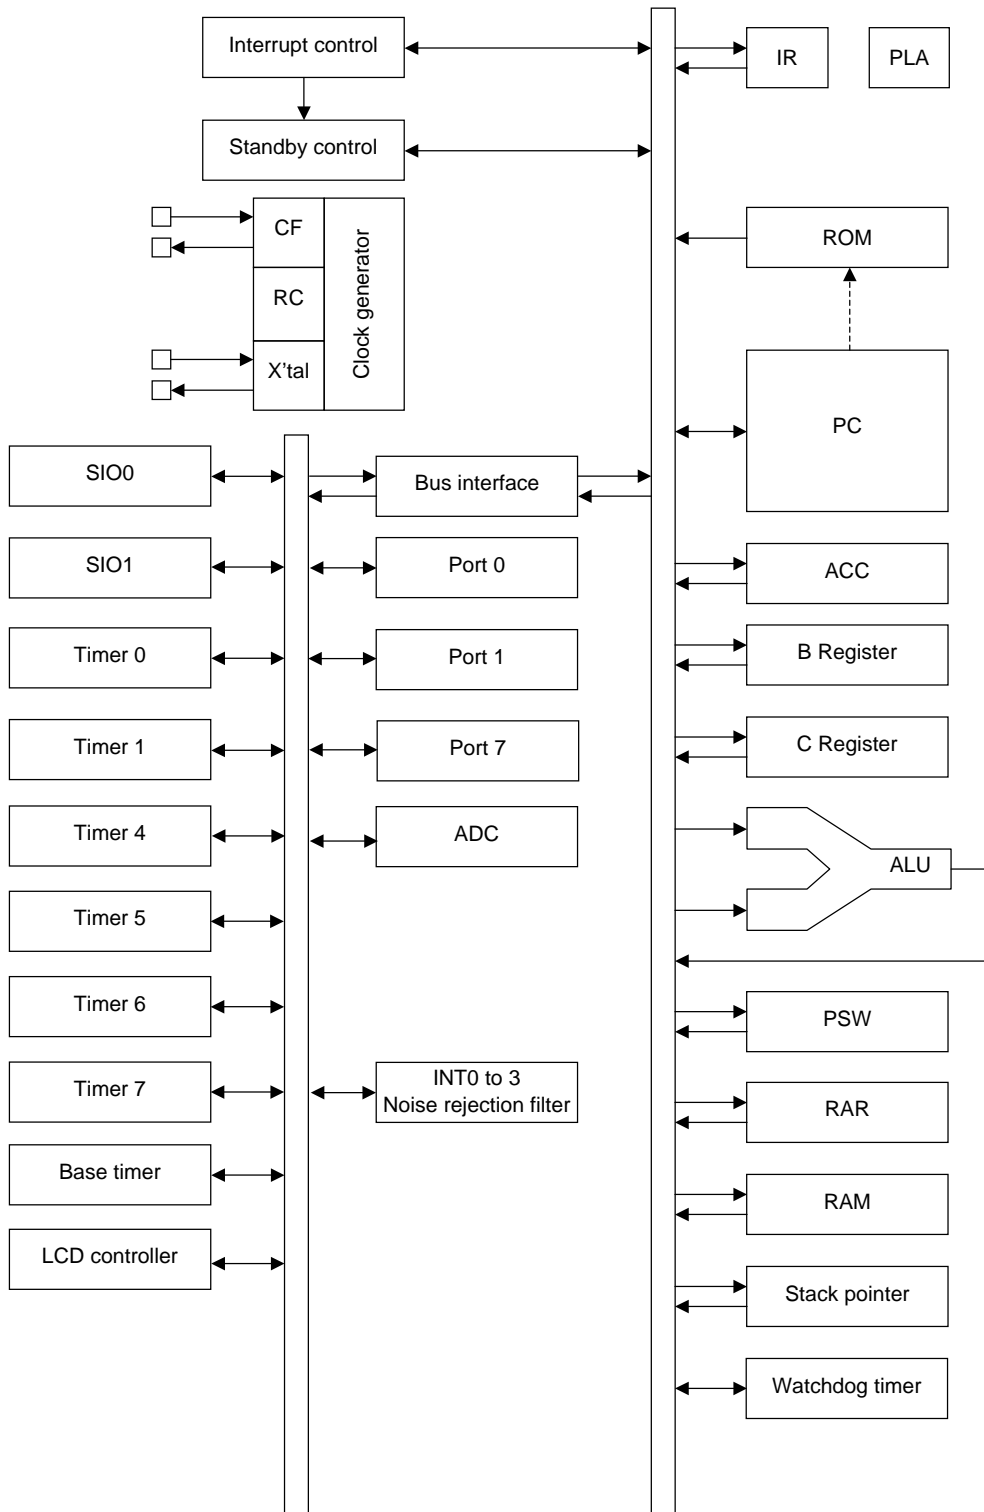 Interrupt control
IR
PLA
Standby control
CF
RC
X'tal
Clock generator
ROM
PC
SIO0
Bus interface
SIO1
Port 0
ACC
Timer 0
Port 1
B Register
Timer 1
Port 7
C Register
Timer 4
ADC
ALU
Timer 5
Timer 6
PSW
Timer 7
INT0 to 3
Noise rejection filter
RAR
Base timer
RAM
LCD controller
Stack pointer
Watchdog timer